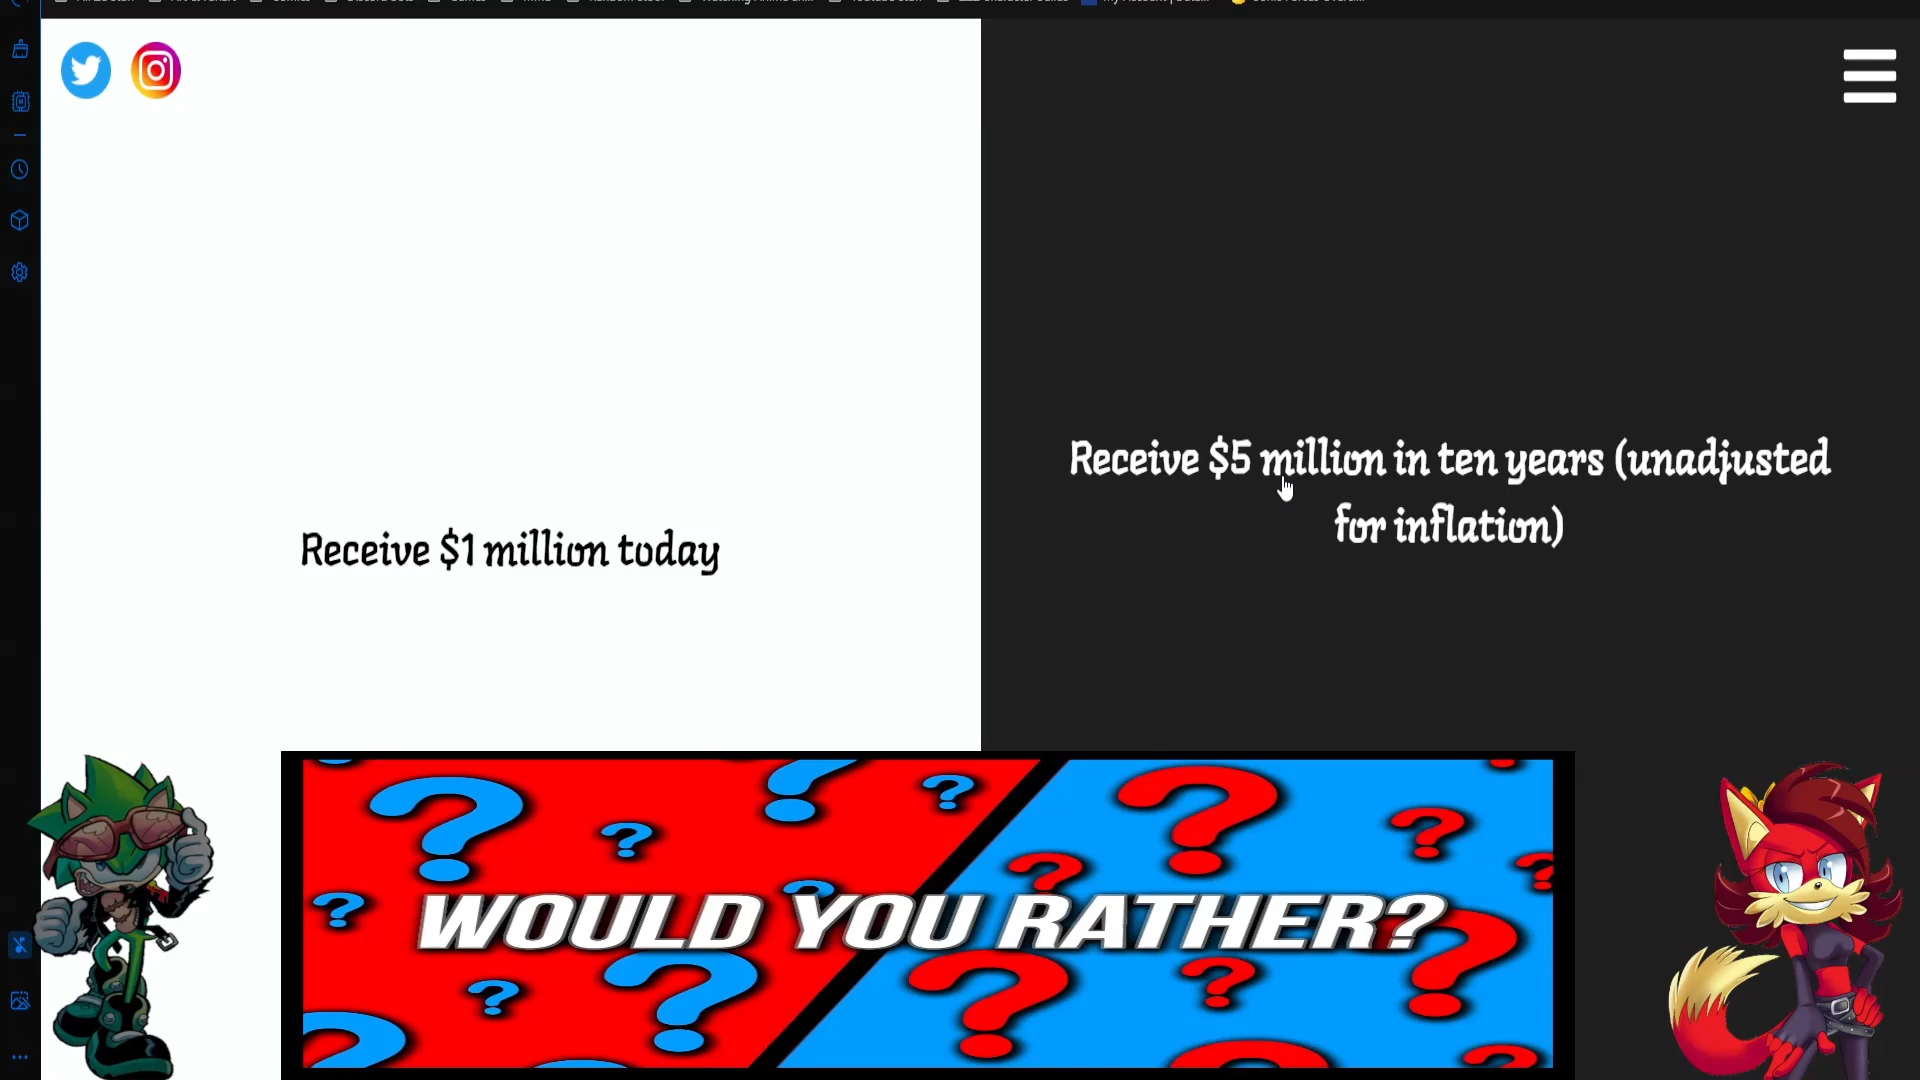 Receive $1 million today
Receive $5 million in ten years (unadjusted
for inflation)
WOULD YOU RATHER?